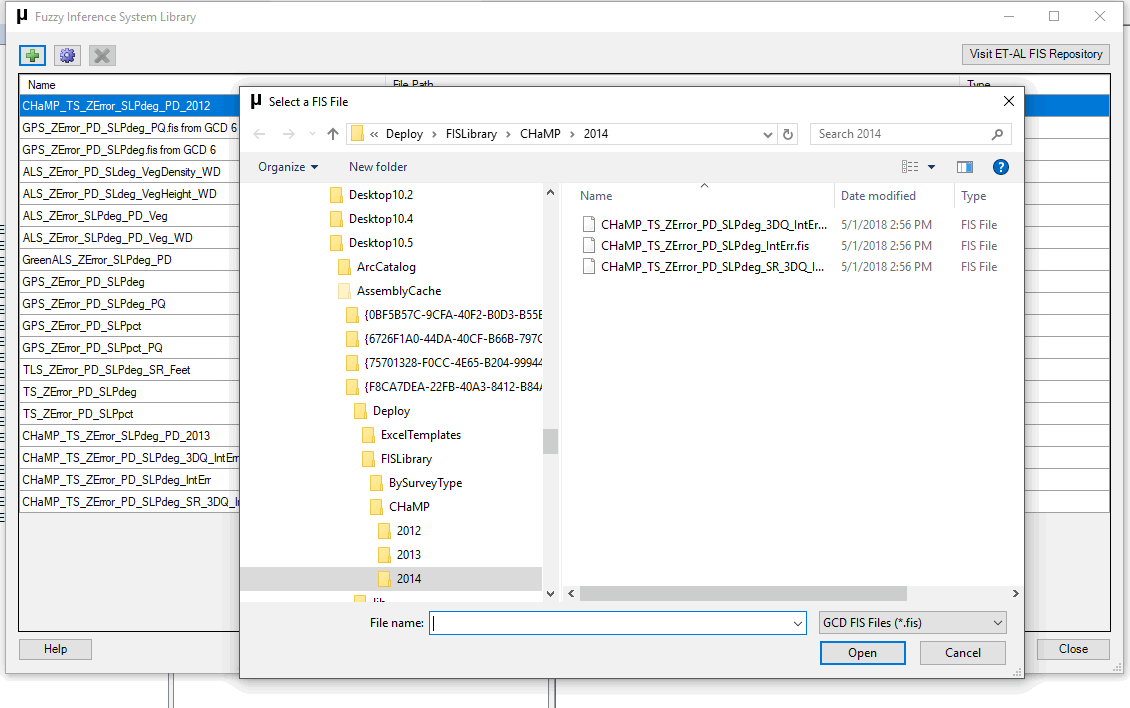 µ Fuzzy Inference System Library
Visit ET-AL FIS Repository
Name File Path Type
CHaMP_TS_ZError_SLPdeg_PD_2012
GPS_ZError_PD_SLPdeg_PQ.fis from GCD 6
GPS_ZError_PD_SLPdeg.fis from GCD 6
ALS_ZError_PD_SLdeg_VegDensity_WD
ALS_ZError_PD_SLdeg_VegHeight_WD
ALS_ZError_SLPdeg_PD_Veg
ALS_ZError_SLPdeg_PD_Veg_WD
GreenALS_ZError_SLPdeg_PD
GPS_ZError_PD_SLPdeg
GPS_ZError_PD_SLPdeg_PQ
GPS_ZError_PD_SLPpct
GPS_ZError_PD_SLPpct_PQ
TLS_ZError_PD_SLPdeg_SR_Feet
TS_ZError_PD_SLPdeg
TS_ZError_PD_SLPpct
CHaMP_TS_ZError_SLPdeg_PD_2013
CHaMP_TS_ZError_PD_SLPdeg_3DQ_IntErr
CHaMP_TS_ZError_PD_SLPdeg_IntErr
CHaMP_TS_ZError_PD_SLPdeg_SR_3DQ_I
Help
Close
µ Select a FIS File
« Deploy > FISLibrary > CHaMP > 2014
Search 2014
Organize New folder
Desktop10.2
Desktop10.4
Desktop10.5
ArcCatalog
AssemblyCache
{0BF5B57C-9CFA-40F2-B0D3-B55E
{6726F1A0-44DA-40CF-B66B-797C
{75701328-F0CC-4E65-B204-99944
{F8CA7DEA-22FB-40A3-8412-B84A
Deploy
ExcelTemplates
FISLibrary
BySurveyType
CHaMP
2012
2013
2014
lib
Name Date modified Type
CHaMP_TS_ZError_PD_SLPdeg_3DQ_IntEr... 5/1/2018 2:56 PM FIS File
CHaMP_TS_ZError_PD_SLPdeg_IntErr.fis 5/1/2018 2:56 PM FIS File
CHaMP_TS_ZError_PD_SLPdeg_SR_3DQ_I... 5/1/2018 2:56 PM FIS File
File name:
GCD FIS Files (*.fis)
Open
Cancel